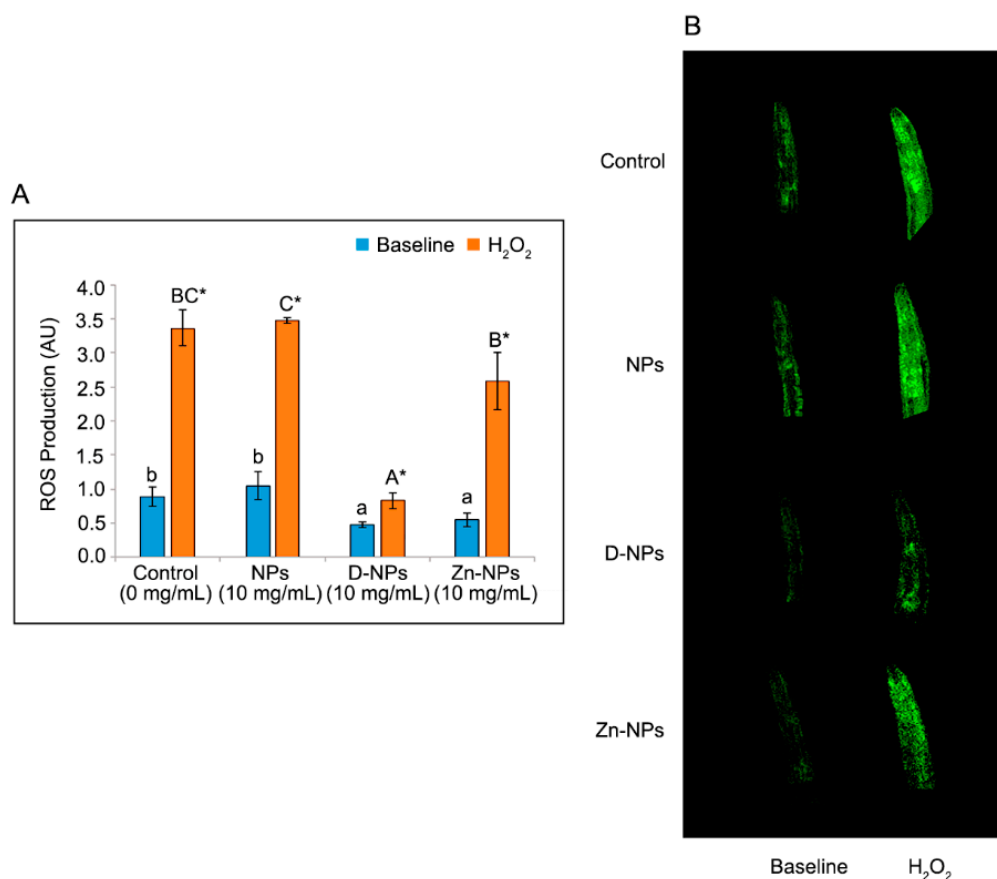 A
Baseline H₂O₂
ROS Production (AU)
4.0
3.5
3.0
2.5
2.0
1.5
1.0
0.5
0.0
b
BC*
b
C*
a
A*
a
B*
Control NPs D-NPs Zn-NPs
(0 mg/mL) (10 mg/mL) (10 mg/mL) (10 mg/mL)
B
Control
NPs
D-NPs
Zn-NPs
Baseline H₂O₂